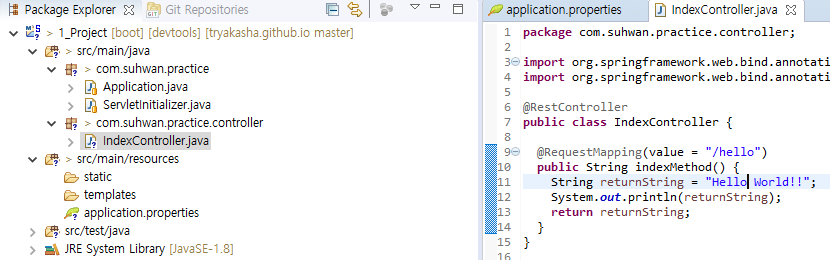 Package Explorer
Git Repositories
> 1_Project [boot] [devtools] [tryakasha.github.io master]
> src/main/java
> com.suhwan.practice
> Application.java
> ServletInitializer.java
> com.suhwan.practice.controller
> IndexController.java
> src/main/resources
static
templates
application.properties
> src/test/java
> JRE System Library [JavaSE-1.8]
application.properties
IndexController.java
1 package com.suhwan.practice.controller;
2
3 import org.springframework.web.bind.annotati
4 import org.springframework.web.bind.annotati
5
6 @RestController
7 public class IndexController {
8
9 @RequestMapping(value = "/hello")
10 public String indexMethod() {
11 String returnString = "Hello World!!";
12 System.out.println(returnString);
13 return returnString;
14 }
15 }
16